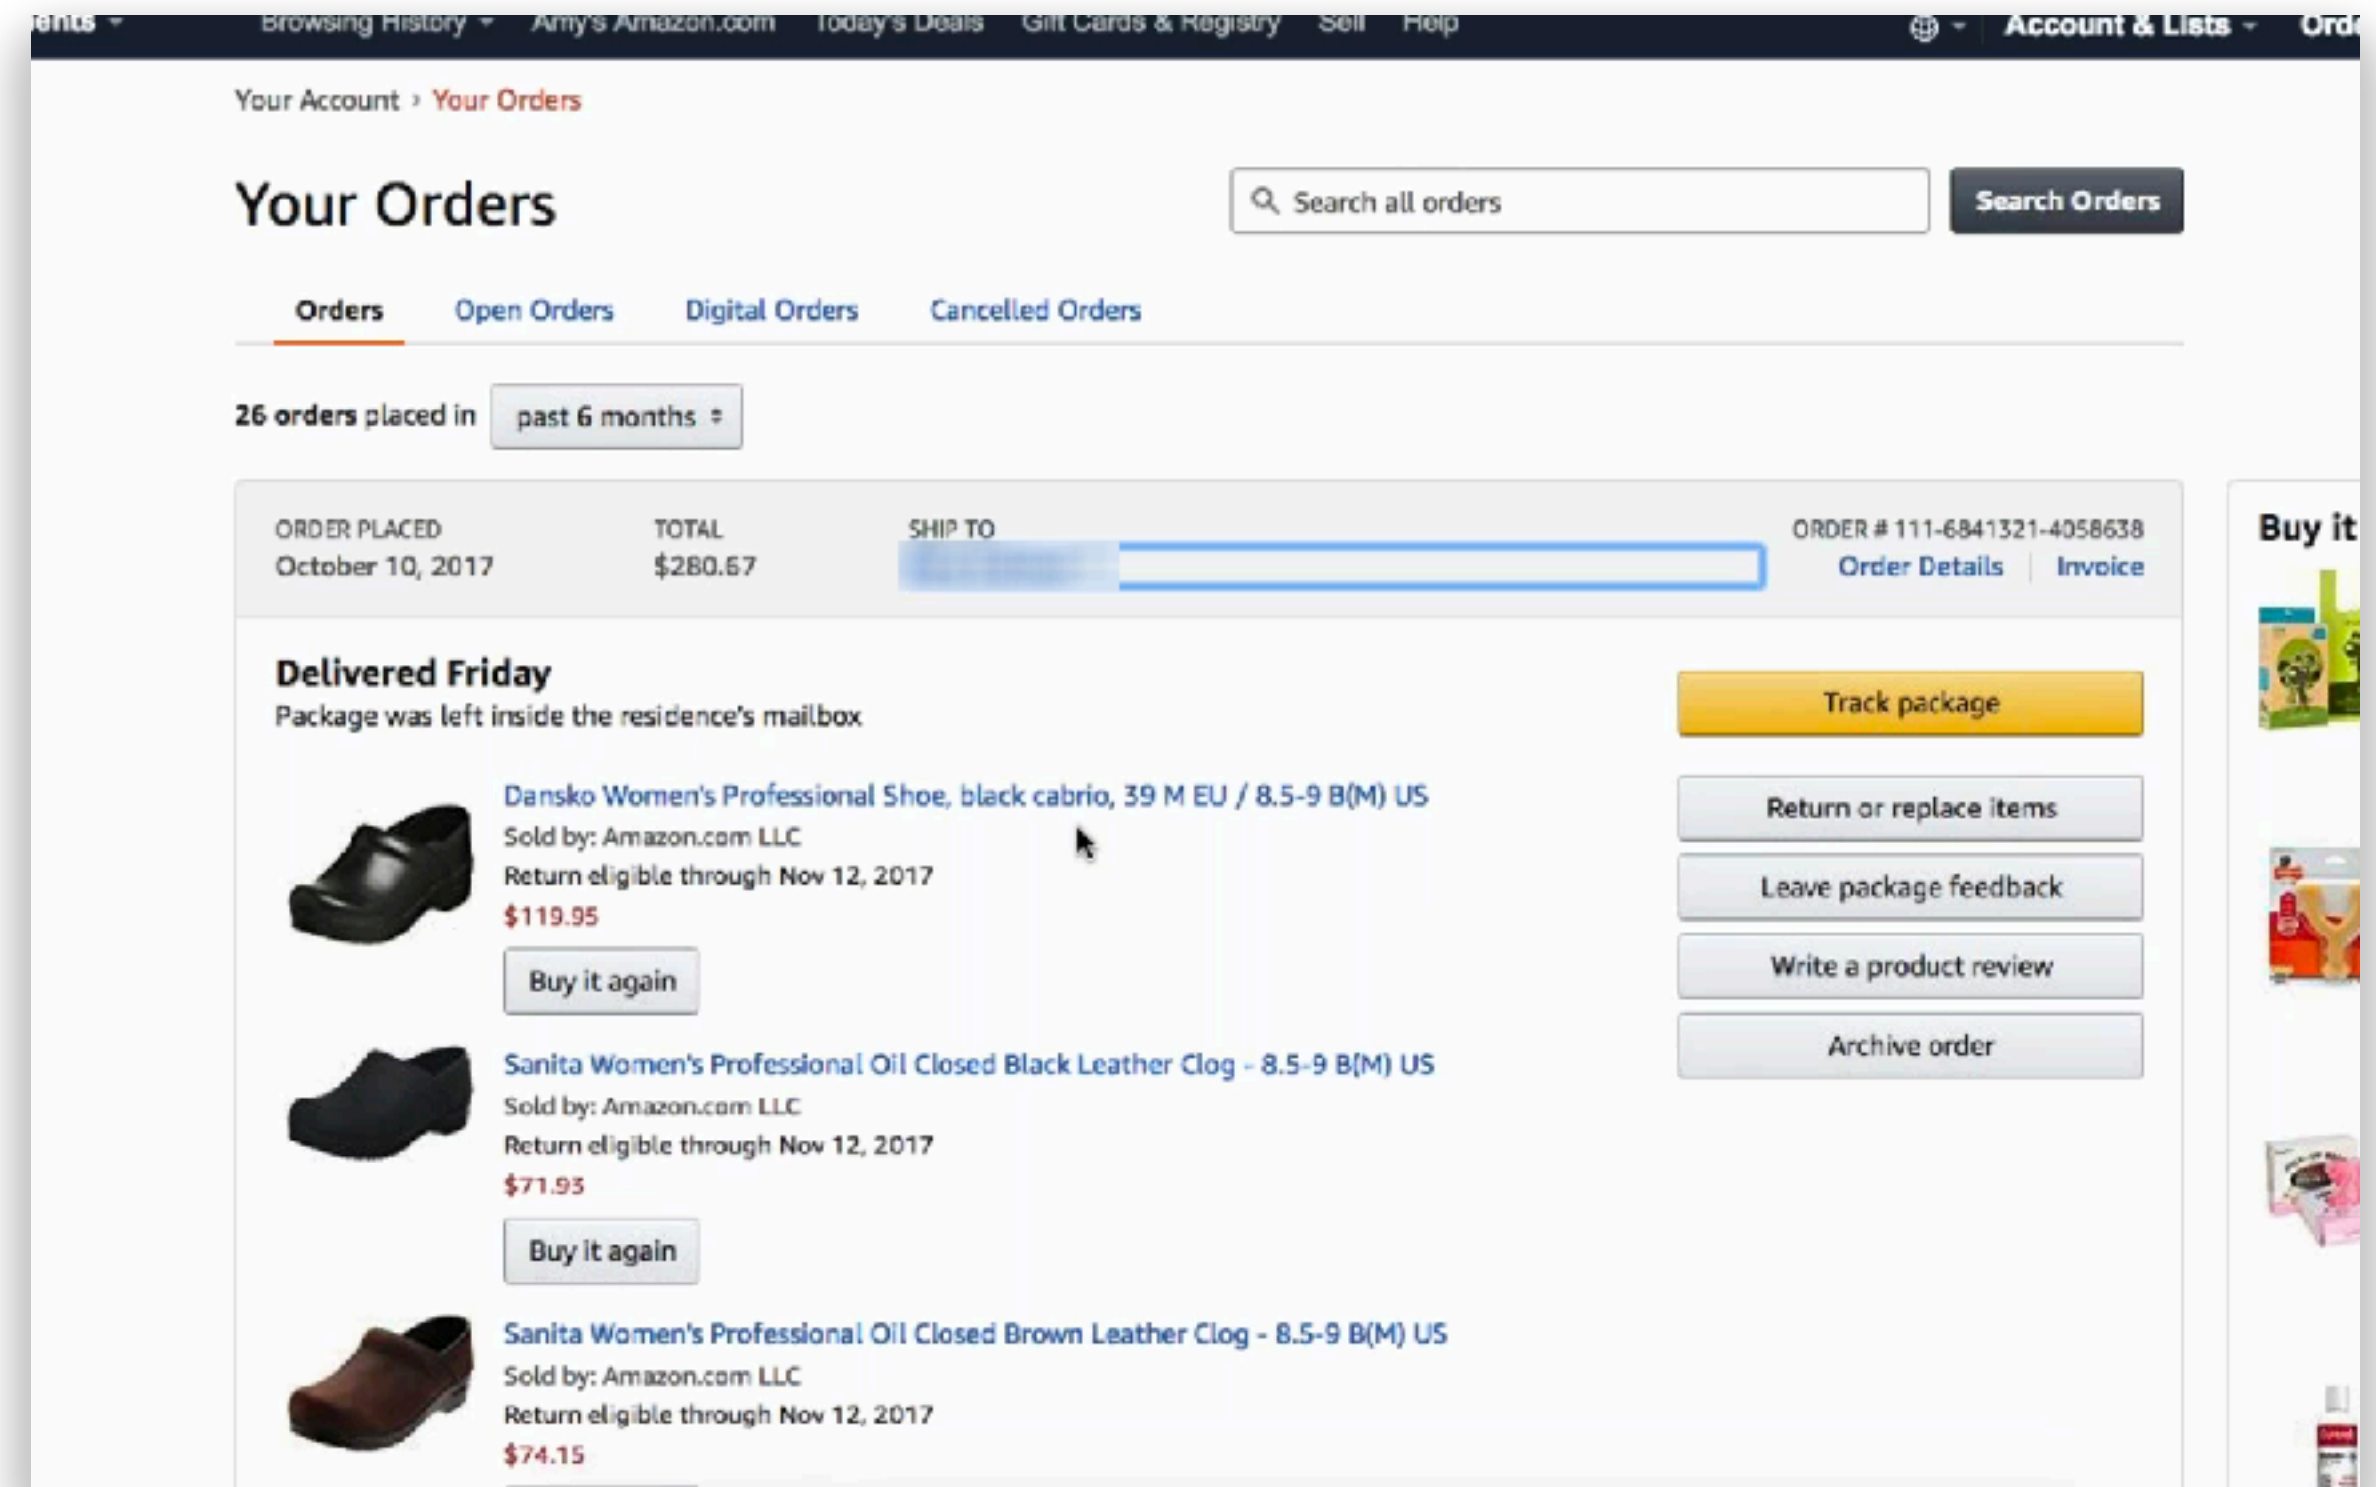 Browsing History Amy's Amazon.com Today's Deals Gift Cards & Registry Sell Help Account & Lists
Your Account › Your Orders
Your Orders
Search all orders
Search Orders
Orders Open Orders Digital Orders Cancelled Orders
26 orders placed in past 6 months
ORDER PLACED TOTAL SHIP TO ORDER # 111-6841321-4058638
October 10, 2017 $280.67 Order Details Invoice
Buy it
Delivered Friday
Package was left inside the residence's mailbox
Track package
Dansko Women's Professional Shoe, black cabrio, 39 M EU / 8.5-9 B(M) US
Sold by: Amazon.com LLC
Return eligible through Nov 12, 2017
$119.95
Buy it again
Return or replace items
Leave package feedback
Write a product review
Archive order
Sanita Women's Professional Oil Closed Black Leather Clog - 8.5-9 B(M) US
Sold by: Amazon.com LLC
Return eligible through Nov 12, 2017
$71.93
Buy it again
Sanita Women's Professional Oil Closed Brown Leather Clog - 8.5-9 B(M) US
Sold by: Amazon.com LLC
Return eligible through Nov 12, 2017
$74.15